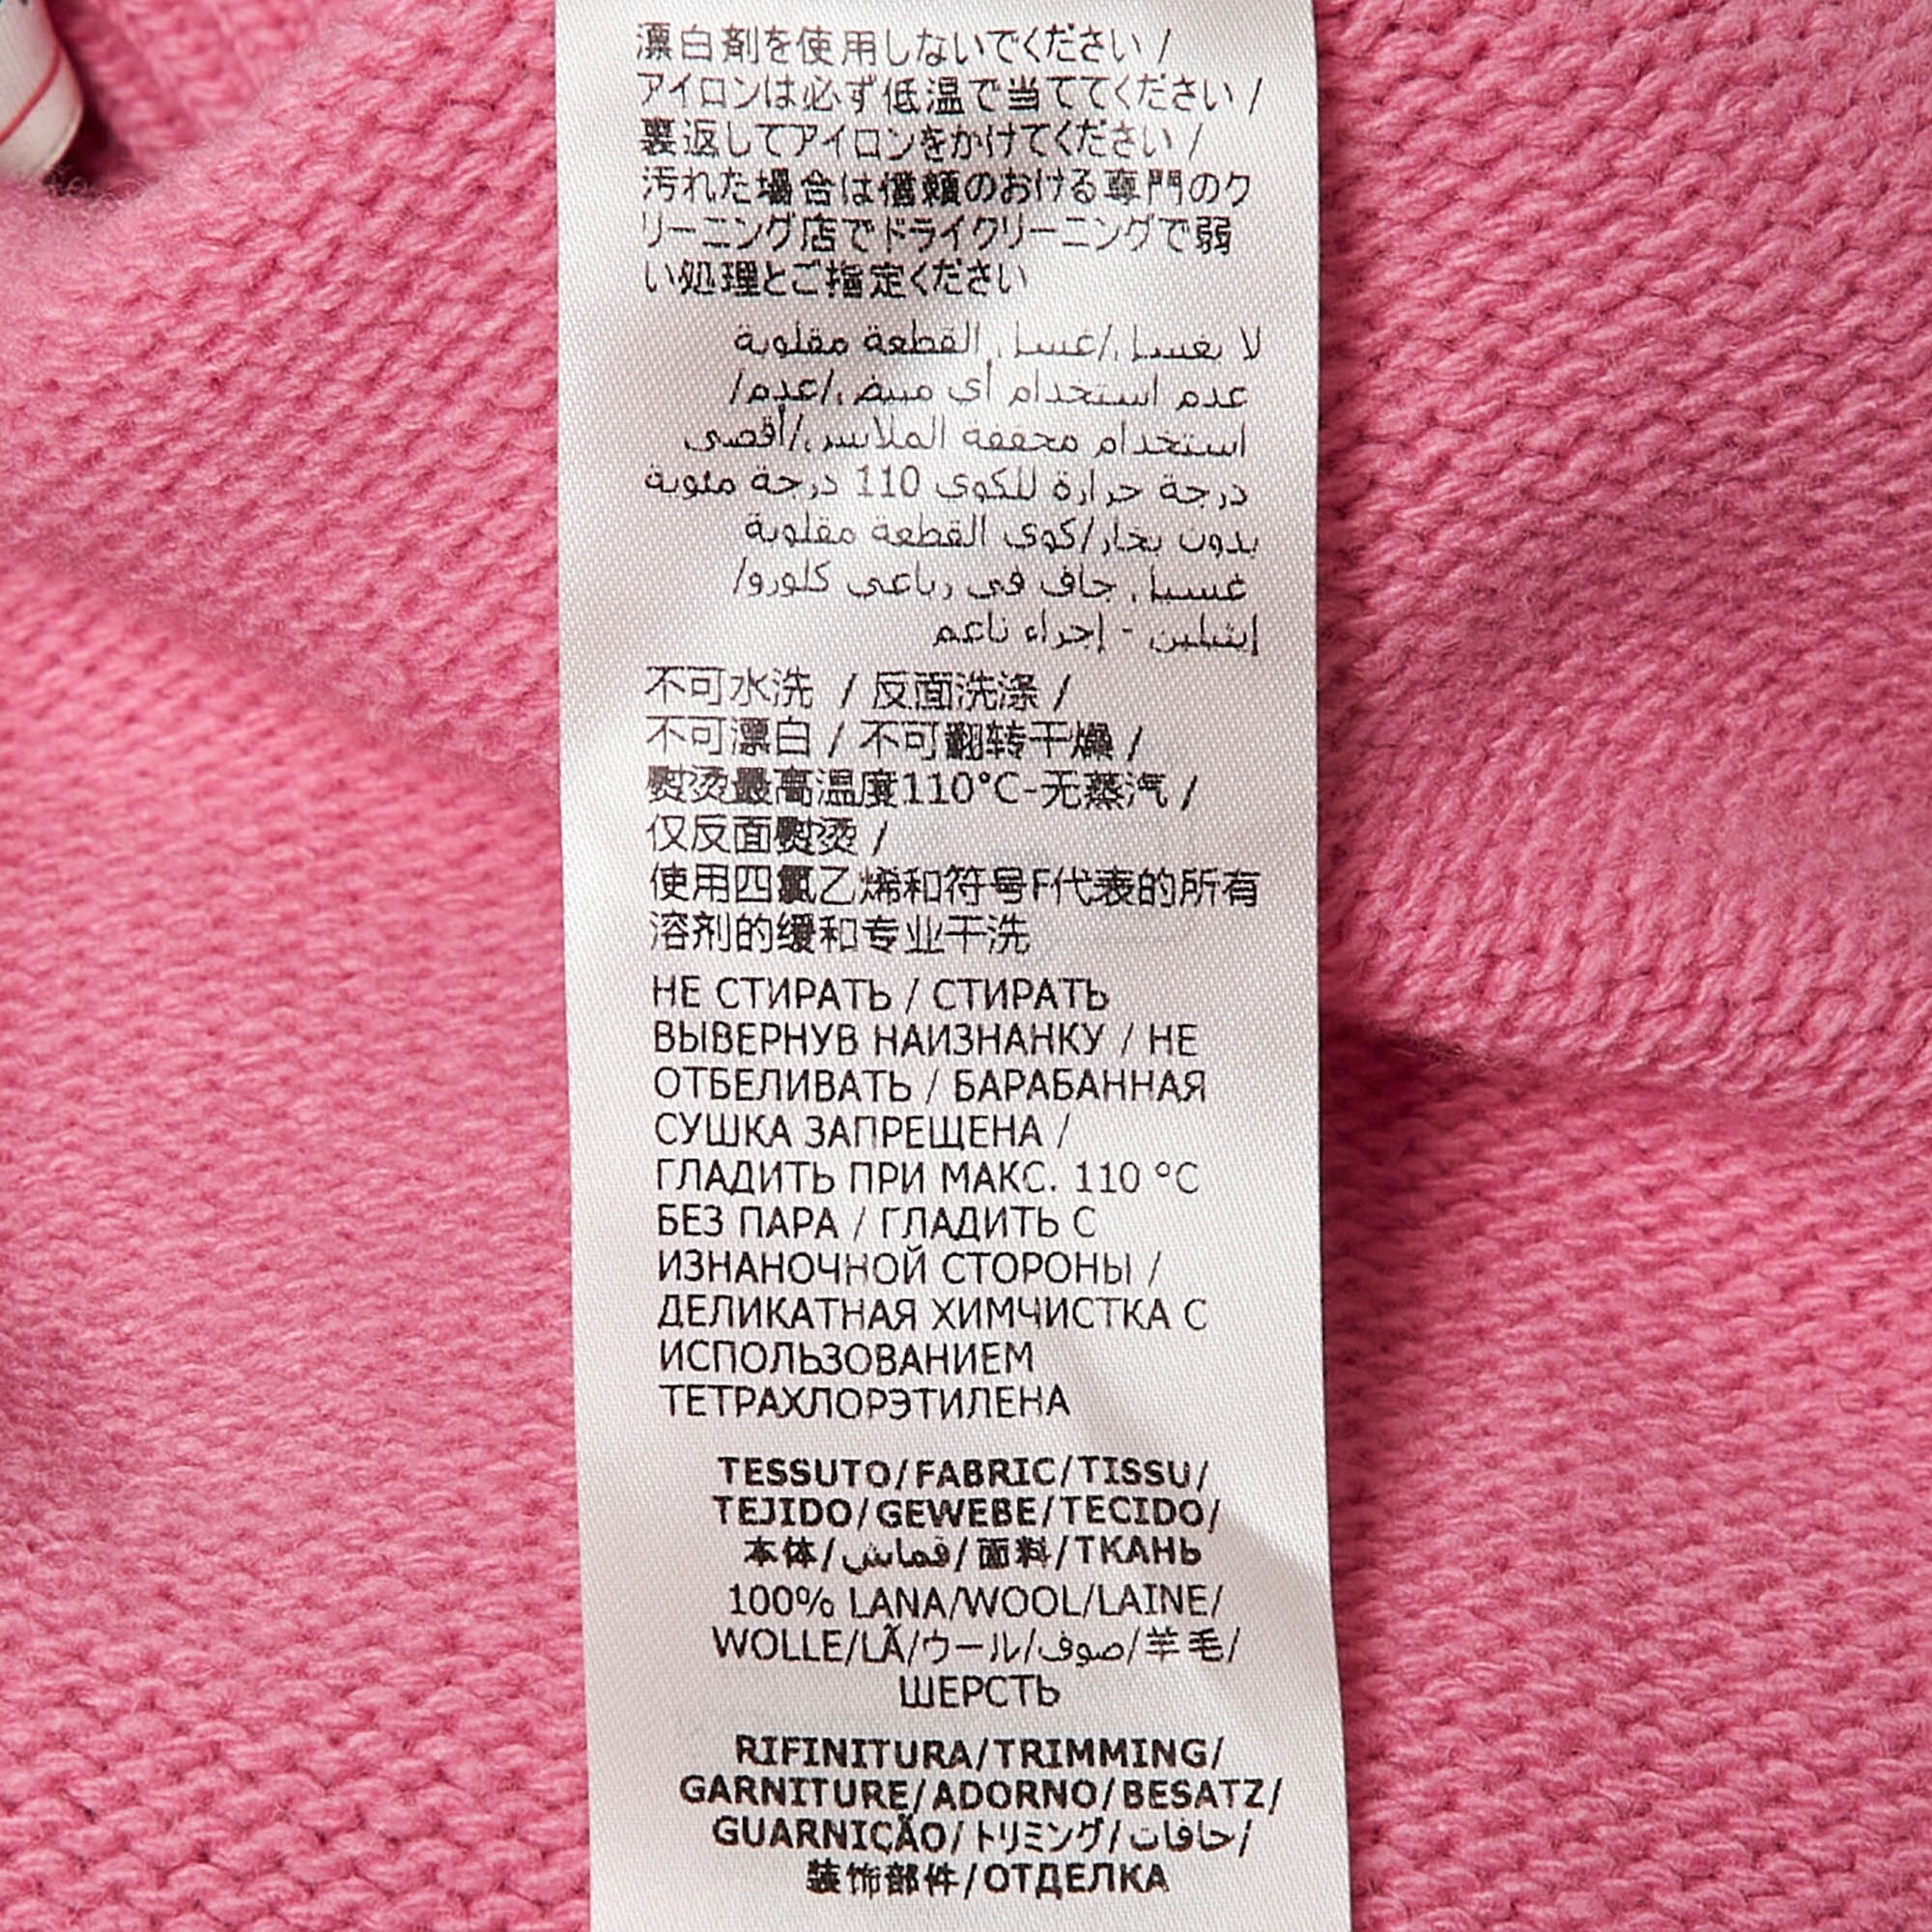 漂白剤を使用しないでください /
アイロンは必ず低温で当ててください /
裏返してアイロンをかけてください /
汚れた場合は信頼のおける専門のク
リーニング店でドライクリーニングで弱
い処理とご指定ください
لا يغسل/غسل القطعة مقلوبة
عدم استخدام أي مبيض/عدم/
استخدام مجففة الملابس/أقصى
درجة حرارة للكوي 110 درجة مئوية
بدون بخار/كوي القطعة مقلوبة
غسيل جاف في رباعي كلورو/
إيثيلين - إجراء ناعم
不可水洗 / 反面洗涤 /
不可漂白 / 不可翻转干燥 /
熨烫最高温度110°C-无蒸汽 /
仅反面熨烫 /
使用四氯乙烯和符号F代表的所有
溶剂的缓和专业干洗
НЕ СТИРАТЬ / СТИРАТЬ
ВЫВЕРНУВ НАИЗНАНКУ / НЕ
ОТБЕЛИВАТЬ / БАРАБАННАЯ
СУШКА ЗАПРЕЩЕНА /
ГЛАДИТЬ ПРИ МАКС. 110 °C
БЕЗ ПАРА / ГЛАДИТЬ С
ИЗНАНОЧНОЙ СТОРОНЫ /
ДЕЛИКАТНАЯ ХИМЧИСТКА С
ИСПОЛЬЗОВАНИЕМ
ТЕТРАХЛОРЭТИЛЕНА
TESSUTO/FABRIC/TISSU/
TEJIDO/GEWEBE/TECIDO/
本体/قماش/面料/ТКАНЬ
100% LANA/WOOL/LAINE/
WOLLE/LÃ/ウール/صوف/羊毛/
ШЕРСТЬ
RIFINITURA/TRIMMING/
GARNITURE/ADORNO/BESATZ/
GUARNIÇÃO/トリミング/حافات/
装饰部件/ОТДЕЛКА